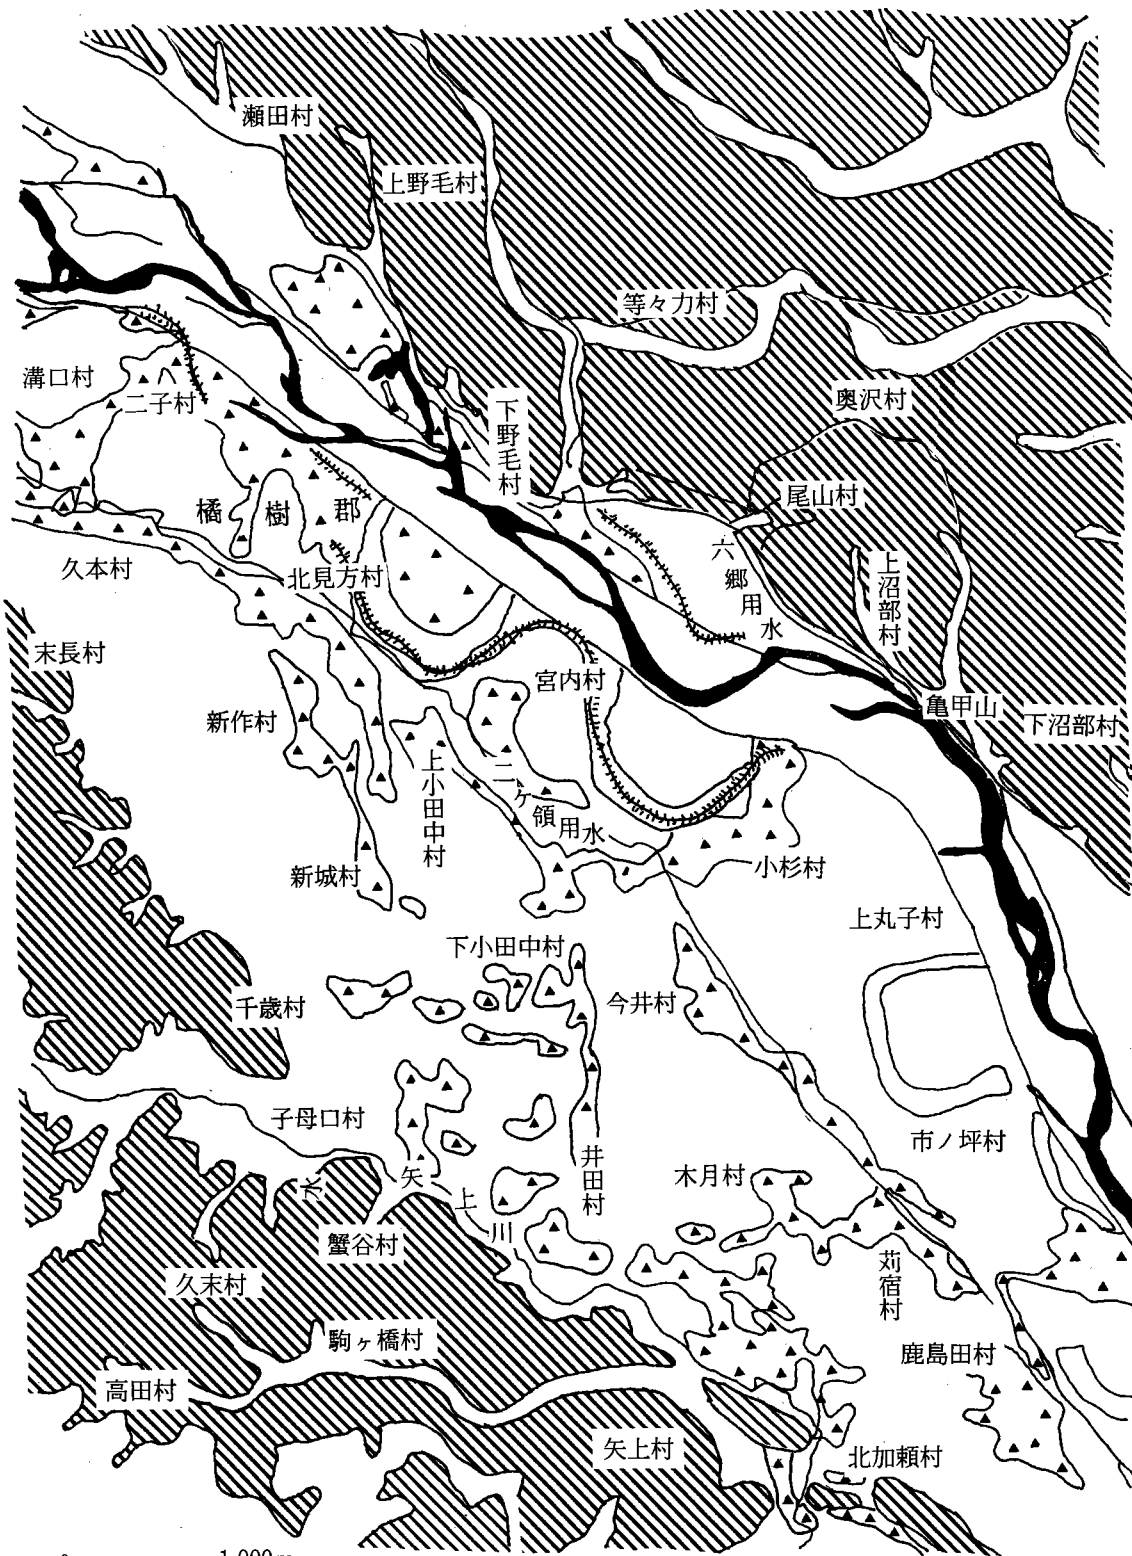 瀬田村
上野毛村
等々力村
溝口村
二子村
下野毛村
奥沢村
尾山村
橘樹郡
六郷用水
上沼部村
久本村
北見方村
末長村
宮内村
新作村
亀甲山
下沼部村
上小田中村
二ヶ領用水
新城村
小杉村
上丸子村
下小田中村
千歳村
今井村
子母口村
市ノ坪村
井田村
木月村
矢上川
水
蟹谷村
久末村
苅宿村
駒ヶ橋村
鹿島田村
高田村
矢上村
北加頼村
1,000m